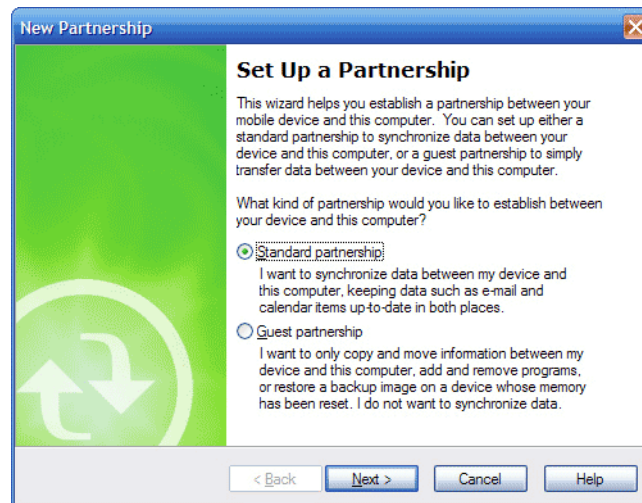 New Partnership
Set Up a Partnership
This wizard helps you establish a partnership between your
mobile device and this computer. You can set up either a
standard partnership to synchronize data between your
device and this computer, or a guest partnership to simply
transfer data between your device and this computer.
What kind of partnership would you like to establish between
your device and this computer?
Standard partnership
I want to synchronize data between my device and
this computer, keeping data such as e-mail and
calendar items up-to-date in both places.
Guest partnership
I want to only copy and move information between my
device and this computer, add and remove programs,
or restore a backup image on a device whose memory
has been reset. I do not want to synchronize data.
< Back Next > Cancel Help